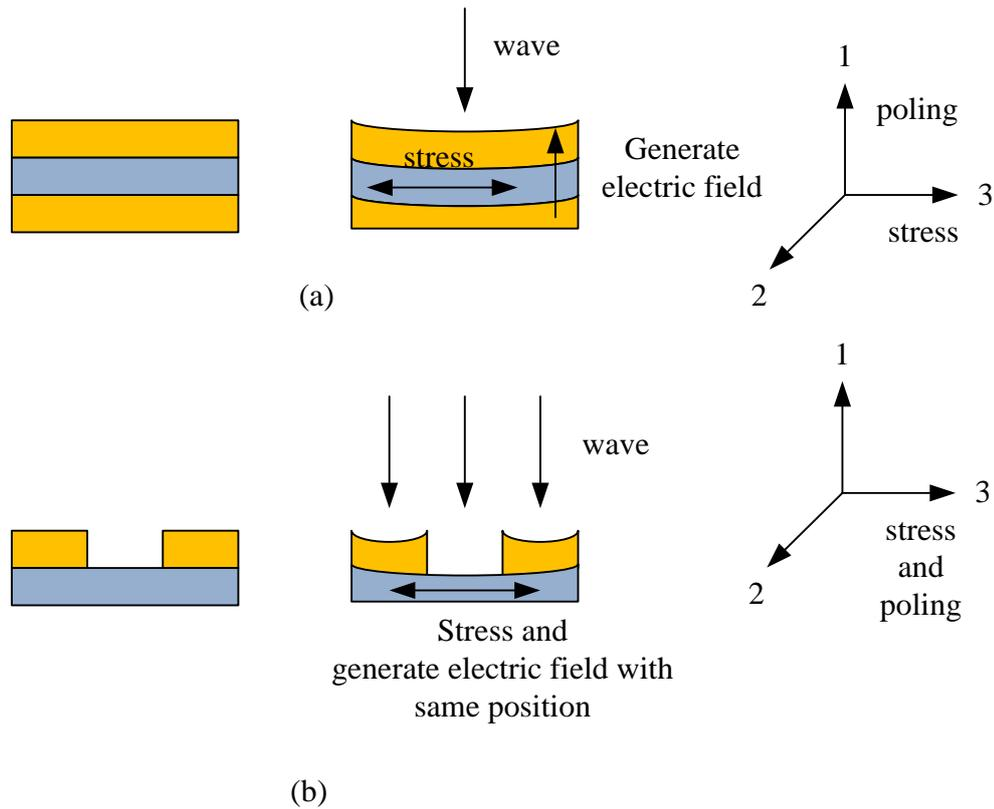 wave
stress
Generate
electric field
1
poling
3
stress
2
(a)
wave
Stress and
generate electric field with
same position
1
3
stress
and
poling
2
(b)